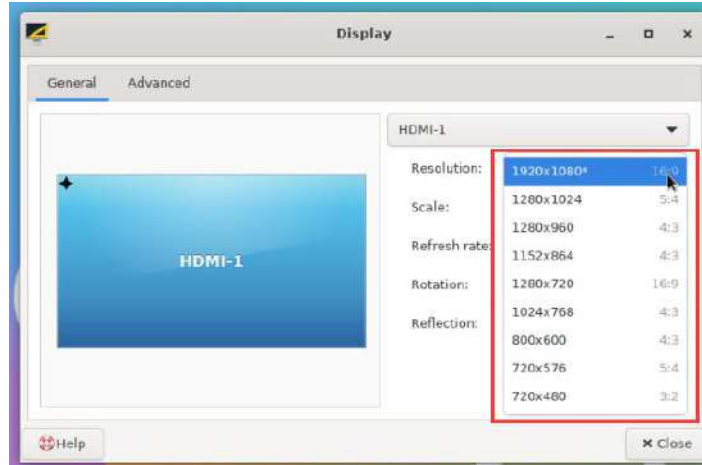 Display
General Advanced
HDMI-1
HDMI-1
Resolution:
Scale:
Refresh rate:
Rotation:
Reflection:
1920x1080* 16:9
1280x1024 5:4
1280x960 4:3
1152x864 4:3
1280x720 16:9
1024x768 4:3
800x600 4:3
720x576 5:4
720x480 3:2
Help
Close